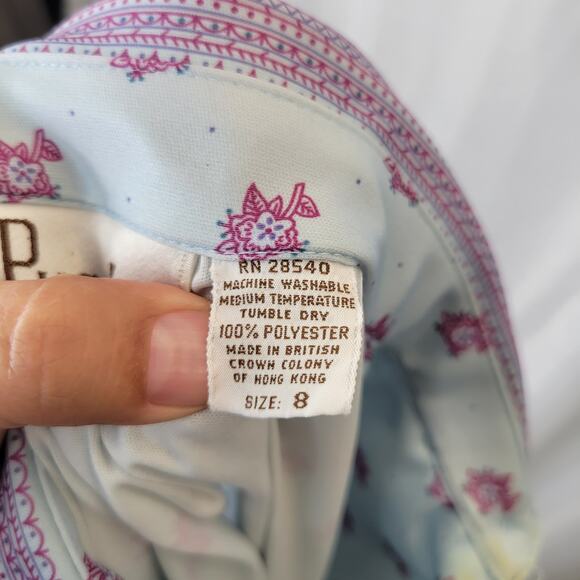 RN 28540
MACHINE WASHABLE
MEDIUM TEMPERATURE
TUMBLE DRY
100% POLYESTER
MADE IN BRITISH
CROWN COLONY
OF HONG KONG
SIZE: 8